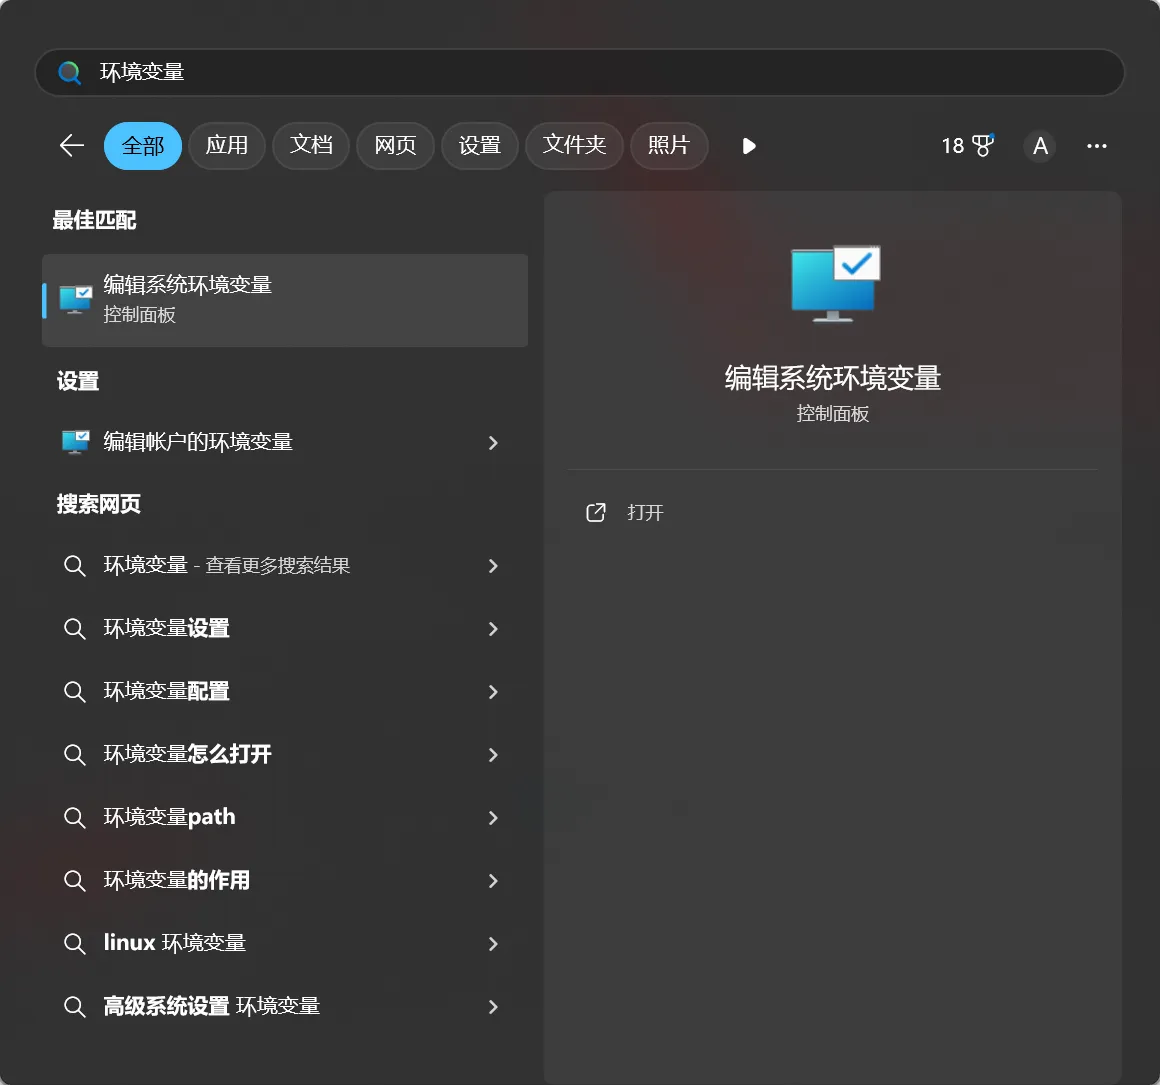 环境变量
全部 应用 文档 网页 设置 文件夹 照片 18 A
最佳匹配
编辑系统环境变量
控制面板
设置
编辑帐户的环境变量
搜索网页
环境变量 - 查看更多搜索结果
环境变量设置
环境变量配置
环境变量怎么打开
环境变量path
环境变量的作用
linux 环境变量
高级系统设置 环境变量
编辑系统环境变量
控制面板
打开